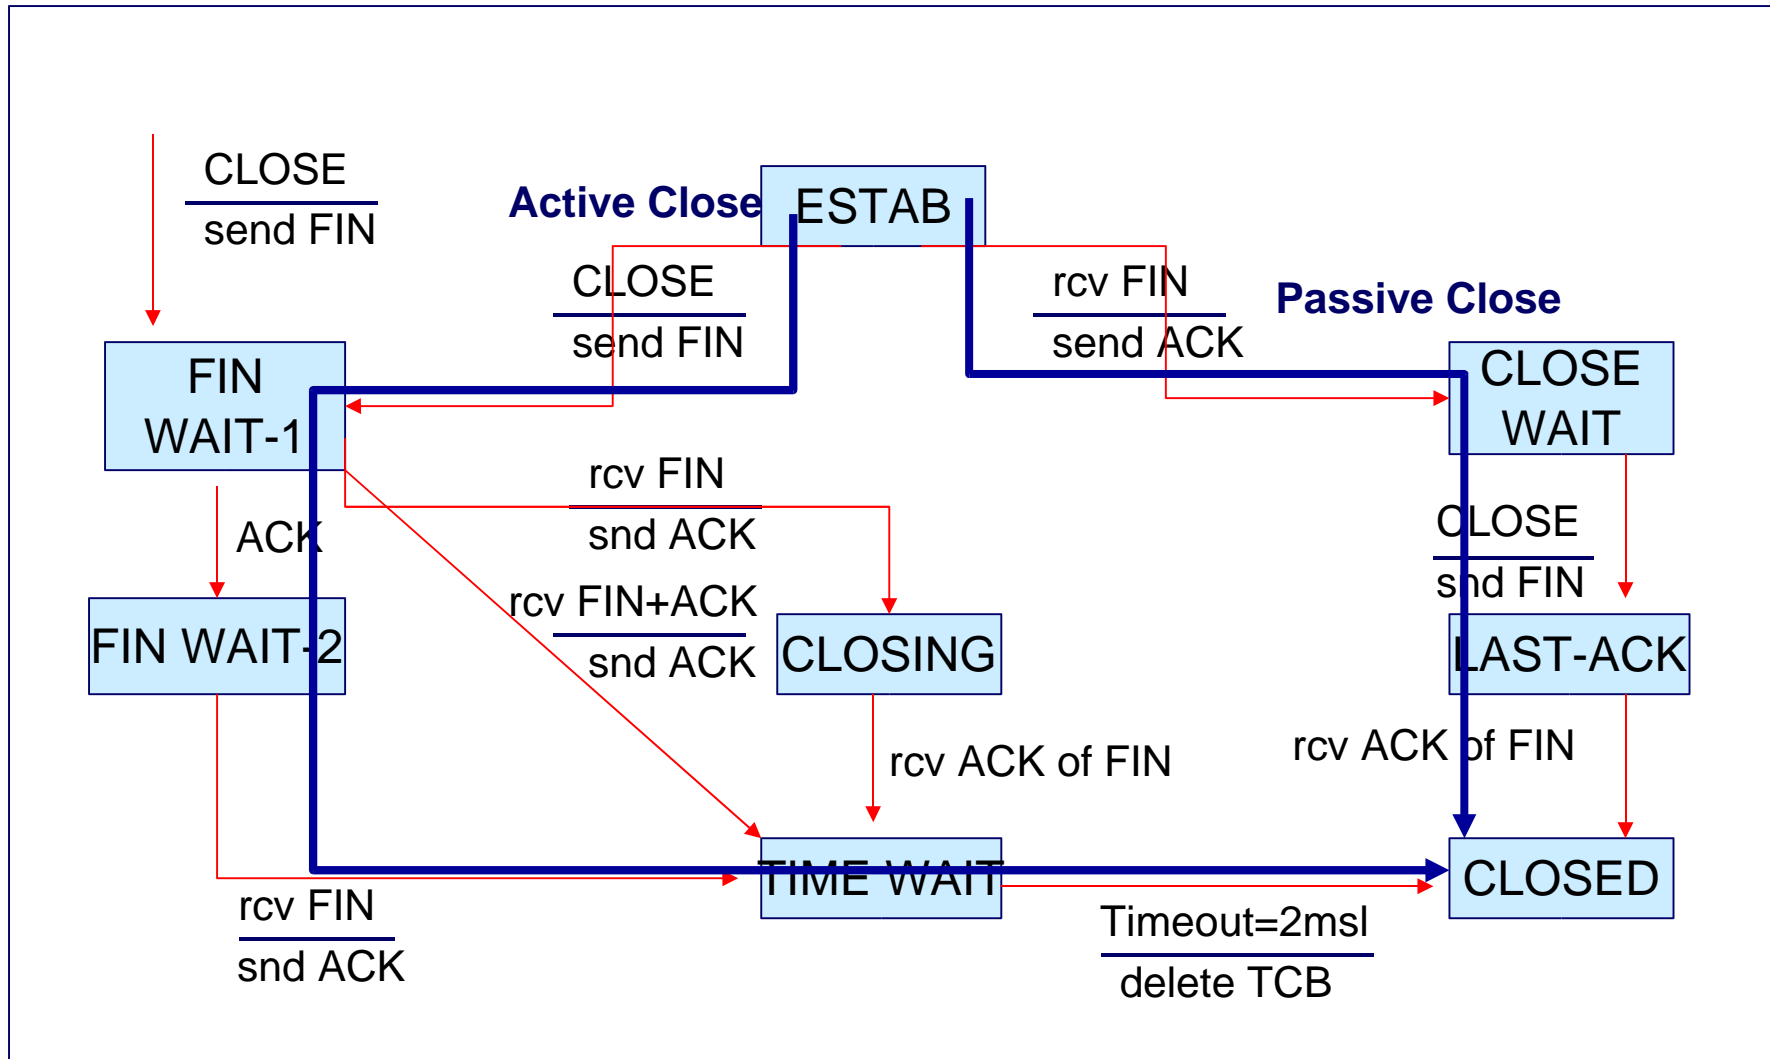 CLOSE
send FIN
Active Close
ESTAB
CLOSE
send FIN
rcv FIN
send ACK
Passive Close
FIN
WAIT-1
CLOSE
WAIT
rcv FIN
snd ACK
ACK
CLOSE
snd FIN
rcv FIN+ACK
snd ACK
FIN WAIT-2
CLOSING
LAST-ACK
rcv ACK of FIN
rcv ACK of FIN
TIME WAIT
CLOSED
rcv FIN
snd ACK
Timeout=2msl
delete TCB